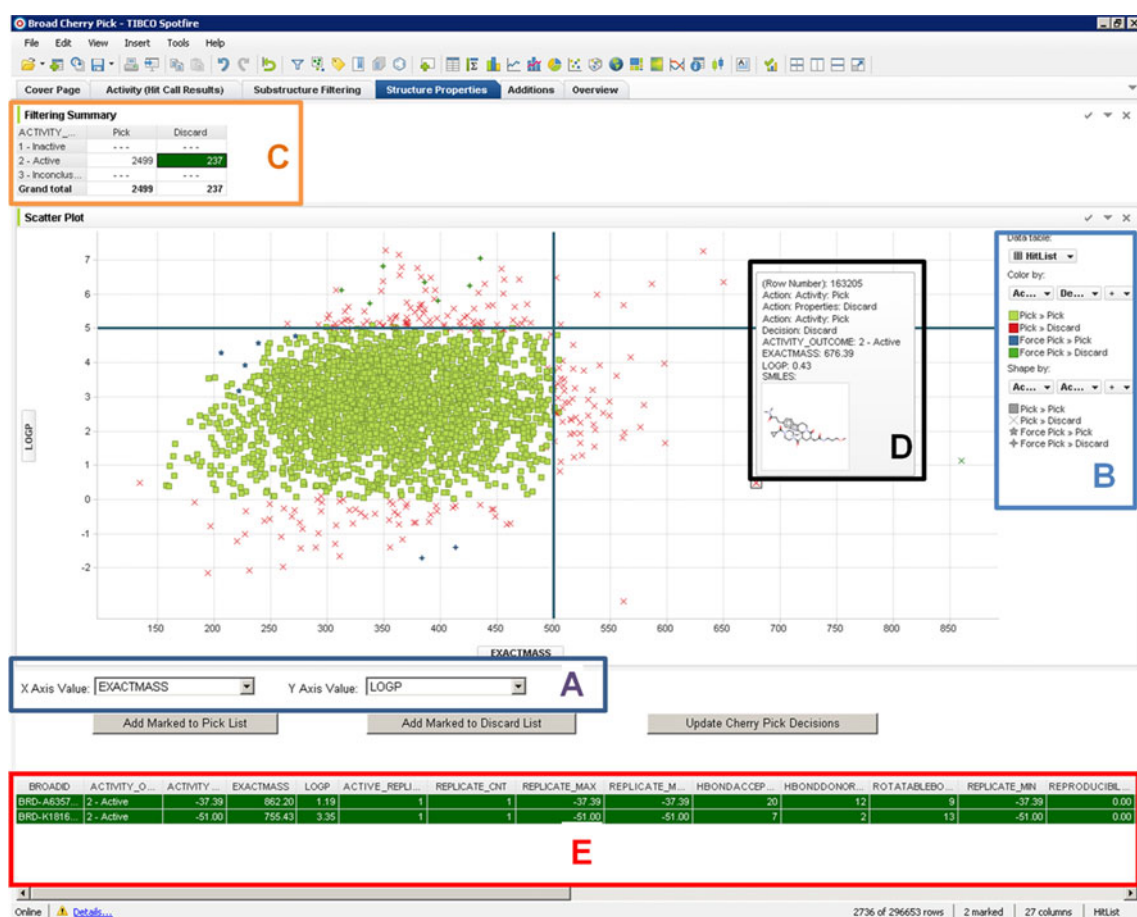 Broad Cherry Pick - TIBCO Spotfire
File Edit View Insert Tools Help
Cover Page Activity (Hit Call Results) Substructure Filtering Structure Properties Additions Overview
Filtering Summary
ACTIVITY_... Pick Discard
1 - Inactive --- ---
2 - Active 2499 237
3 - Inconclus... --- ---
Grand total 2499 237
C
Scatter Plot
Data table:
HitList
Color by:
Ac... De... +
Pick > Pick
Pick > Discard
Force Pick > Pick
Force Pick > Discard
Shape by:
Ac... Ac... +
Pick > Pick
Pick > Discard
Force Pick > Pick
Force Pick > Discard
B
(Row Number): 163205
Action: Activity: Pick
Action: Properties: Discard
Action: Activity: Pick
Decision: Discard
ACTIVITY_OUTCOME: 2 - Active
EXACTMASS: 676.39
LOGP: 0.43
SMILES:
D
LOGP
7
6
5
4
3
2
1
0
-1
-2
150 200 250 300 350 400 450 500 550 600 650 700 750 800 850
EXACTMASS
X Axis Value: EXACTMASS Y Axis Value: LOGP
A
Add Marked to Pick List Add Marked to Discard List Update Cherry Pick Decisions
BROADID ACTIVITY_O... ACTIVITY ... EXACTMASS LOGP ACTIVE_REPLI... REPLICATE_CNT REPLICATE_MAX REPLICATE_M... HBONDACCEP... HBONDDONOR... ROTATABLEBO... REPLICATE_MIN REPRODUCIBIL...
BRD-A6357... 2 - Active -37.39 862.20 1.19 1 1 -37.39 -37.39 20 12 9 -37.39 0.00
BRD-K1816... 2 - Active -51.00 755.43 3.35 1 1 -51.00 -51.00 7 2 13 -51.00 0.00
E
Online Details... 2736 of 296653 rows 2 marked 27 columns HitList